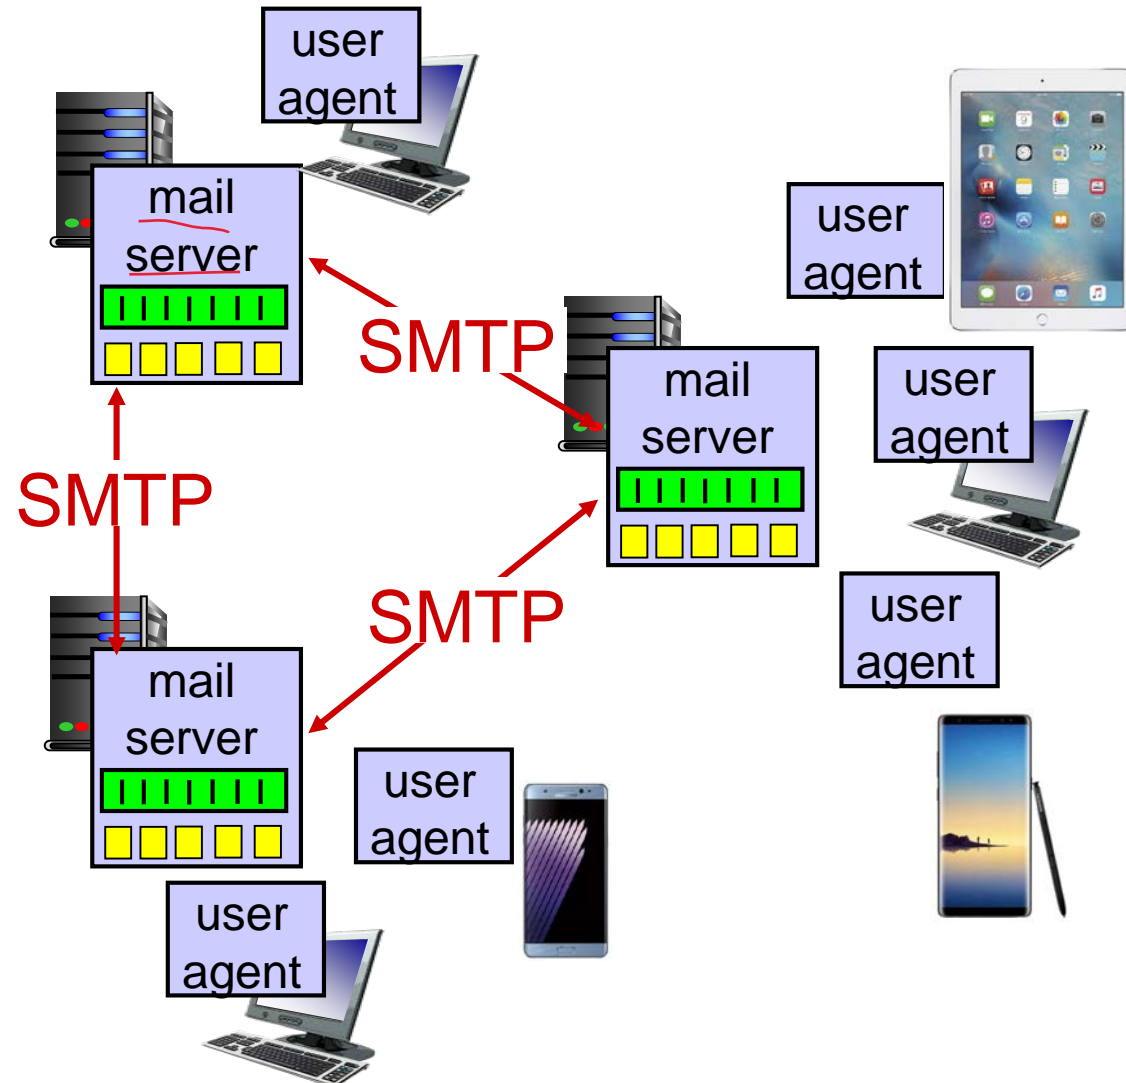 user
agent
mail
server
user
agent
SMTP
mail
server
user
agent
SMTP
SMTP
user
agent
mail
server
user
agent
user
agent